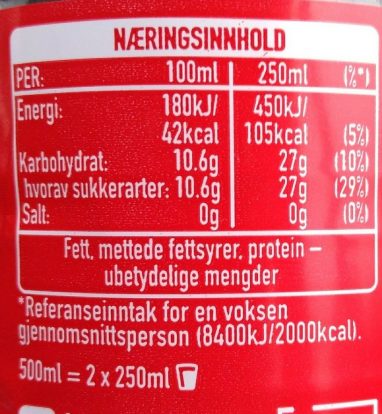 NÆRINGSINNHOLD
PER: 100ml 250ml (%*)
Energi: 180kJ/ 450kJ/
42kcal 105kcal (5%)
Karbohydrat: 10.6g 27g (10%)
hvorav sukkerarter: 10.6g 27g (29%)
Salt: 0g 0g (0%)
Fett, mettede fettsyrer, protein –
ubetydelige mengder
*Referanseinntak for en voksen
gjennomsnittsperson (8400kJ/2000kcal).
500ml = 2 x 250ml